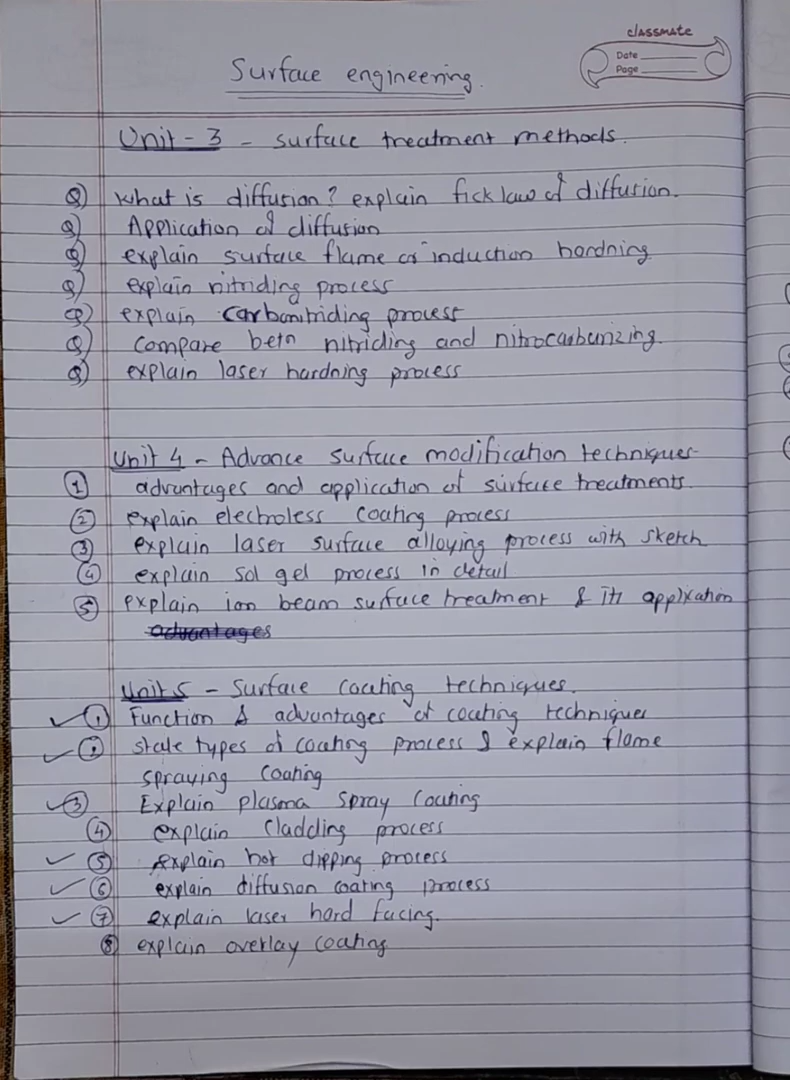 classmate
Date
Page
Surface engineering.
Unit - 3 - surface treatment methods.
Q) what is diffusion? explain fick law of diffusion.
Q) Application of diffusion
Q) explain surface flame or induction hardning
Q) explain nitriding process
Q) explain carbonitriding process
Q) compare betn nitriding and nitrocarburizing.
Q) explain laser hardning process
Unit 4 - Advance surface modification techniques
① advantages and application of surface treatments.
② explain electroless coating process
③ explain laser surface alloying process with sketch
④ explain sol gel process in detail
⑤ explain ion beam surface treatment & its application
advantages
Unit 5 - Surface coating techniques.
① Function & advantages of coating techniques
② state types of coating process & explain flame
spraying coating
③ Explain plasma spray coating
④ explain cladding process
⑤ explain hot dipping process
⑥ explain diffusion coating process
⑦ explain laser hard facing.
⑧ explain overlay coating